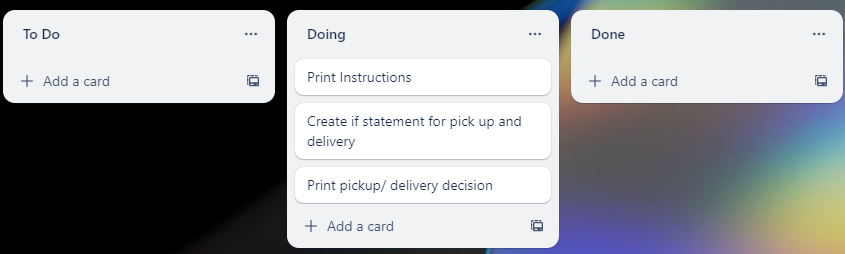 To Do
Add a card
Doing
Print Instructions
Create if statement for pick up and
delivery
Print pickup/ delivery decision
Add a card
Done
Add a card